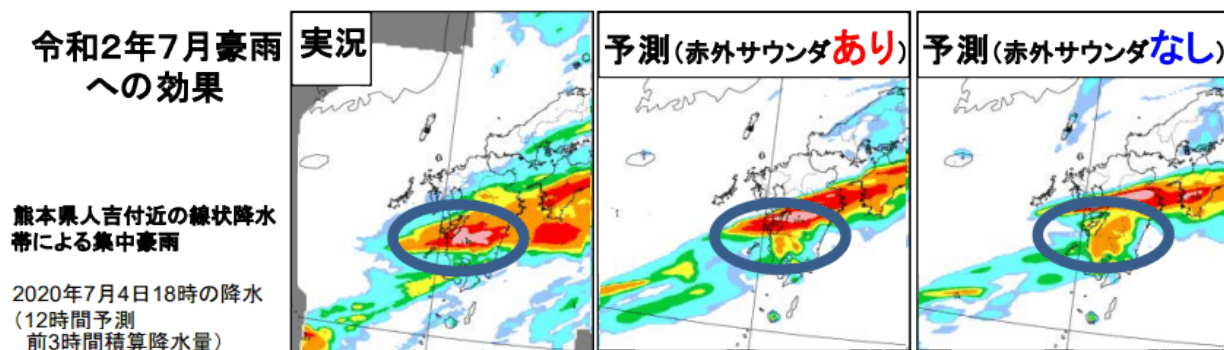 令和2年7月豪雨
への効果
熊本県人吉付近の線状降水
帯による集中豪雨
2020年7月4日18時の降水
(12時間予測
前3時間積算降水量)
実況
予測(赤外サウンダあり)
予測(赤外サウンダなし)